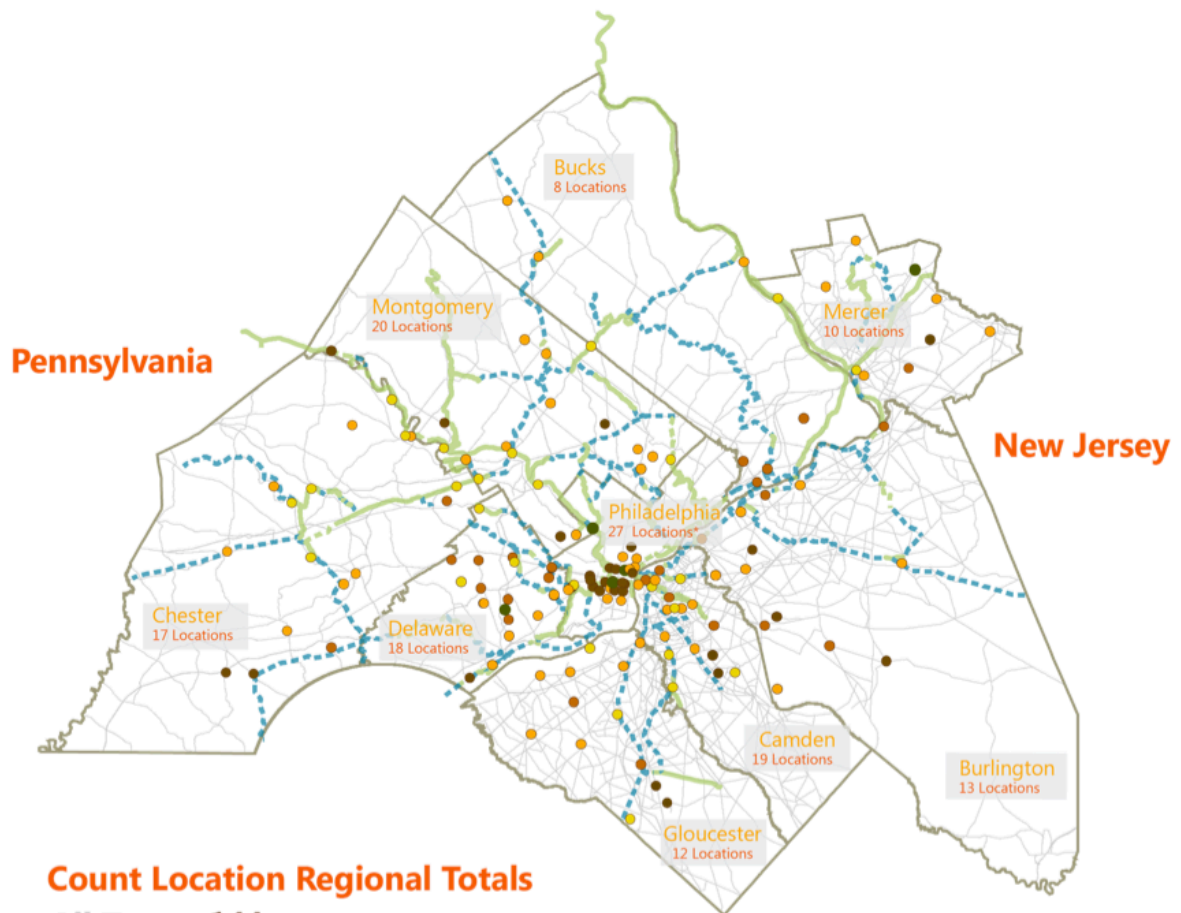 Bucks
8 Locations
Montgomery
20 Locations
Mercer
10 Locations
Pennsylvania
New Jersey
Philadelphia
27 Locations*
Chester
17 Locations
Delaware
18 Locations
Camden
19 Locations
Burlington
13 Locations
Gloucester
12 Locations
Count Location Regional Totals